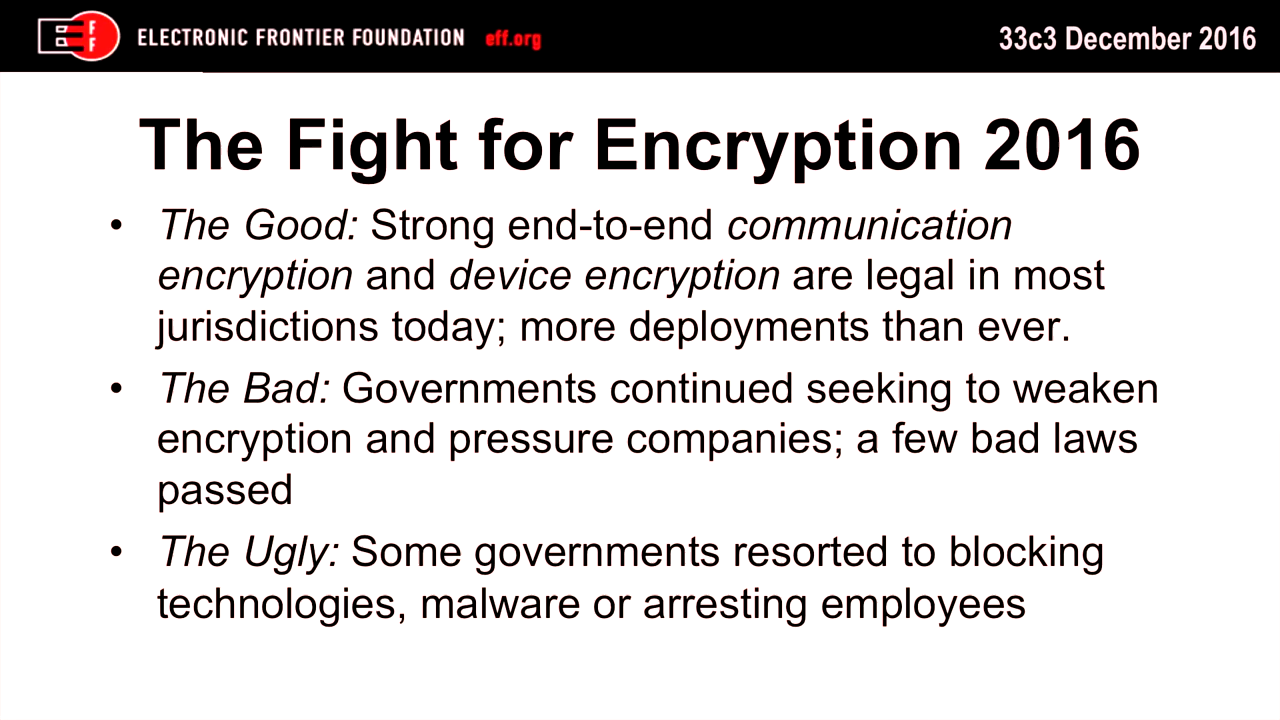 EFF ELECTRONIC FRONTIER FOUNDATION eff.org 33c3 December 2016
The Fight for Encryption 2016
• The Good: Strong end-to-end communication
encryption and device encryption are legal in most
jurisdictions today; more deployments than ever.
• The Bad: Governments continued seeking to weaken
encryption and pressure companies; a few bad laws
passed
• The Ugly: Some governments resorted to blocking
technologies, malware or arresting employees